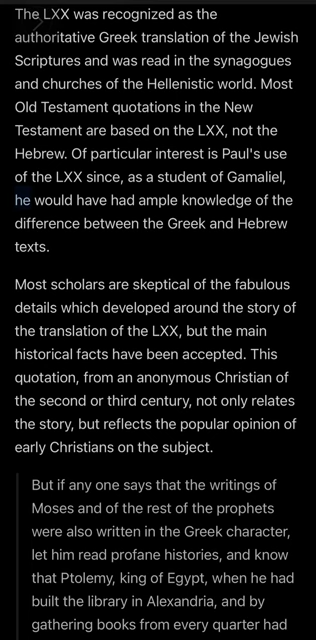 The LXX was recognized as the
authoritative Greek translation of the Jewish
Scriptures and was read in the synagogues
and churches of the Hellenistic world. Most
Old Testament quotations in the New
Testament are based on the LXX, not the
Hebrew. Of particular interest is Paul's use
of the LXX since, as a student of Gamaliel,
he would have had ample knowledge of the
difference between the Greek and Hebrew
texts.
Most scholars are skeptical of the fabulous
details which developed around the story of
the translation of the LXX, but the main
historical facts have been accepted. This
quotation, from an anonymous Christian of
the second or third century, not only relates
the story, but reflects the popular opinion of
early Christians on the subject.
But if any one says that the writings of
Moses and of the rest of the prophets
were also written in the Greek character,
let him read profane histories, and know
that Ptolemy, king of Egypt, when he had
built the library in Alexandria, and by
gathering books from every quarter had